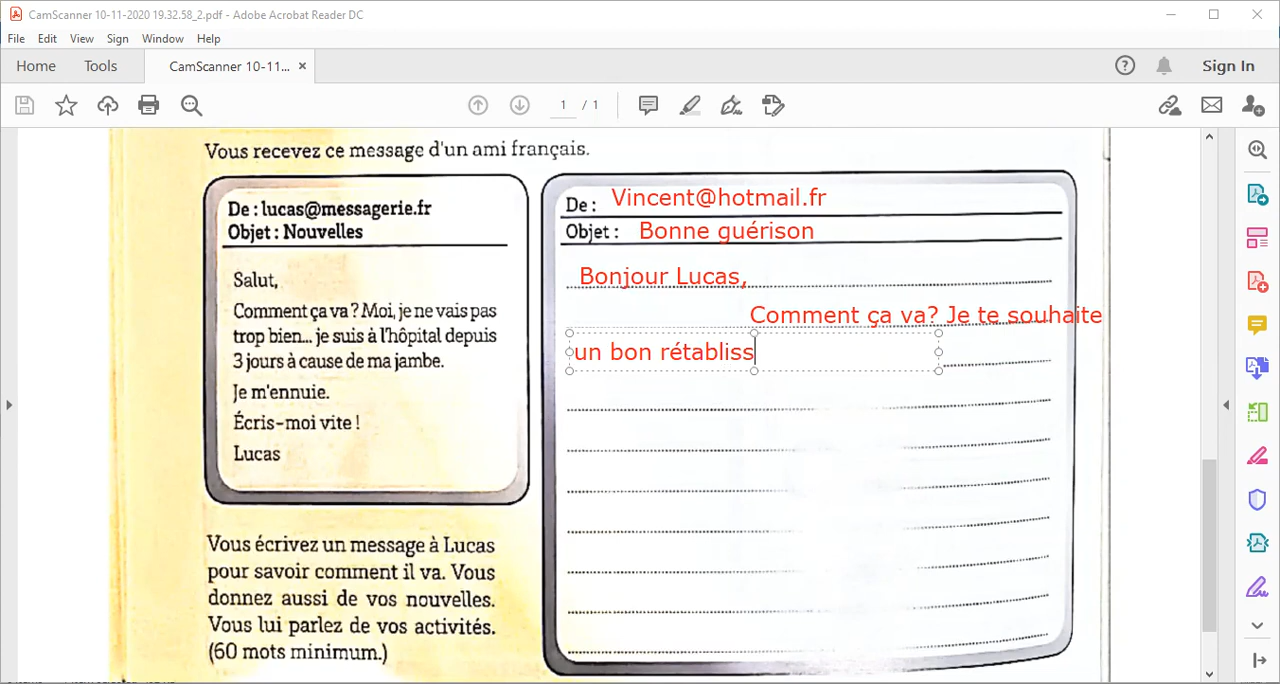 CamScanner 10-11-2020 19.32.58_2.pdf - Adobe Acrobat Reader DC
File Edit View Sign Window Help
Home Tools CamScanner 10-11... × Sign In
1 / 1
Vous recevez ce message d'un ami français.
De : lucas@messagerie.fr
Objet : Nouvelles
Salut,
Comment ça va ? Moi, je ne vais pas
trop bien... je suis à l'hôpital depuis
3 jours à cause de ma jambe.
Je m'ennuie.
Écris-moi vite !
Lucas
Vous écrivez un message à Lucas
pour savoir comment il va. Vous
donnez aussi de vos nouvelles.
Vous lui parlez de vos activités.
(60 mots minimum.)
De : Vincent@hotmail.fr
Objet : Bonne guérison
Bonjour Lucas,
Comment ça va? Je te souhaite
un bon rétabliss